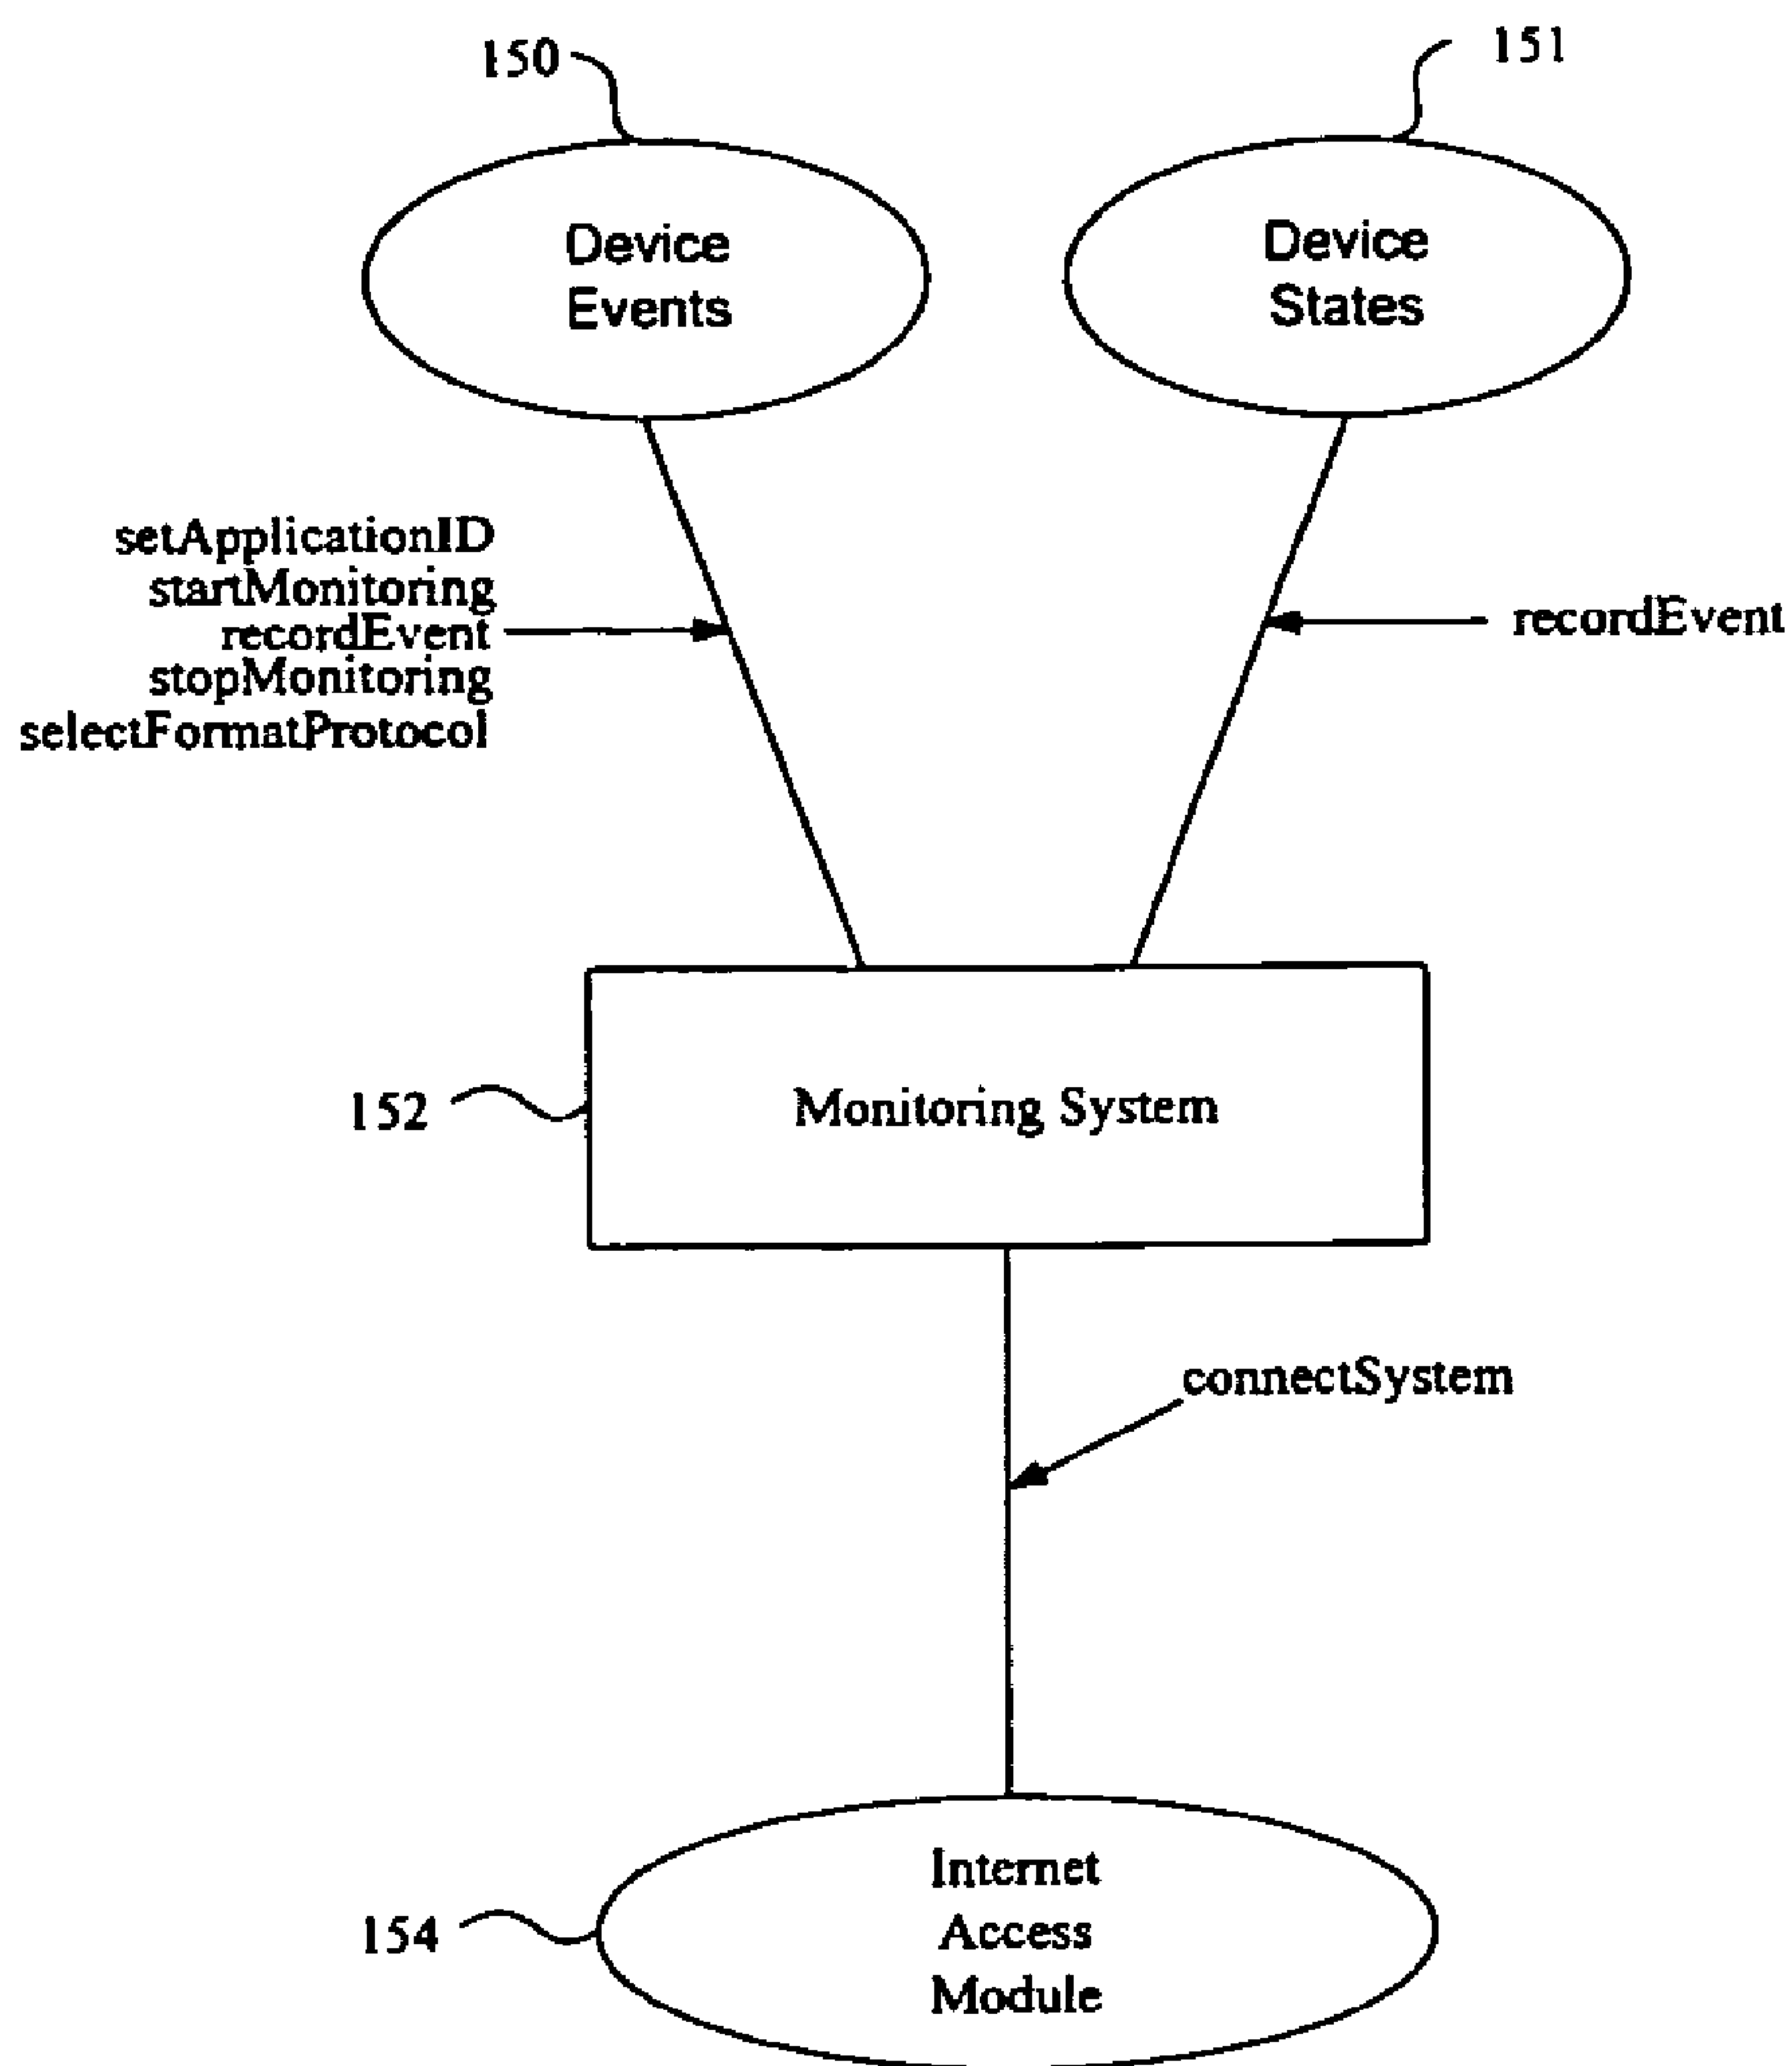 150
151
Device
Events
Device
States
setApplicationID
startMonitoring
recordEvent
stopMonitoring
selectFormatProtocol
recordEvent
152
Monitoring System
connectSystem
154
Internet
Access
Module